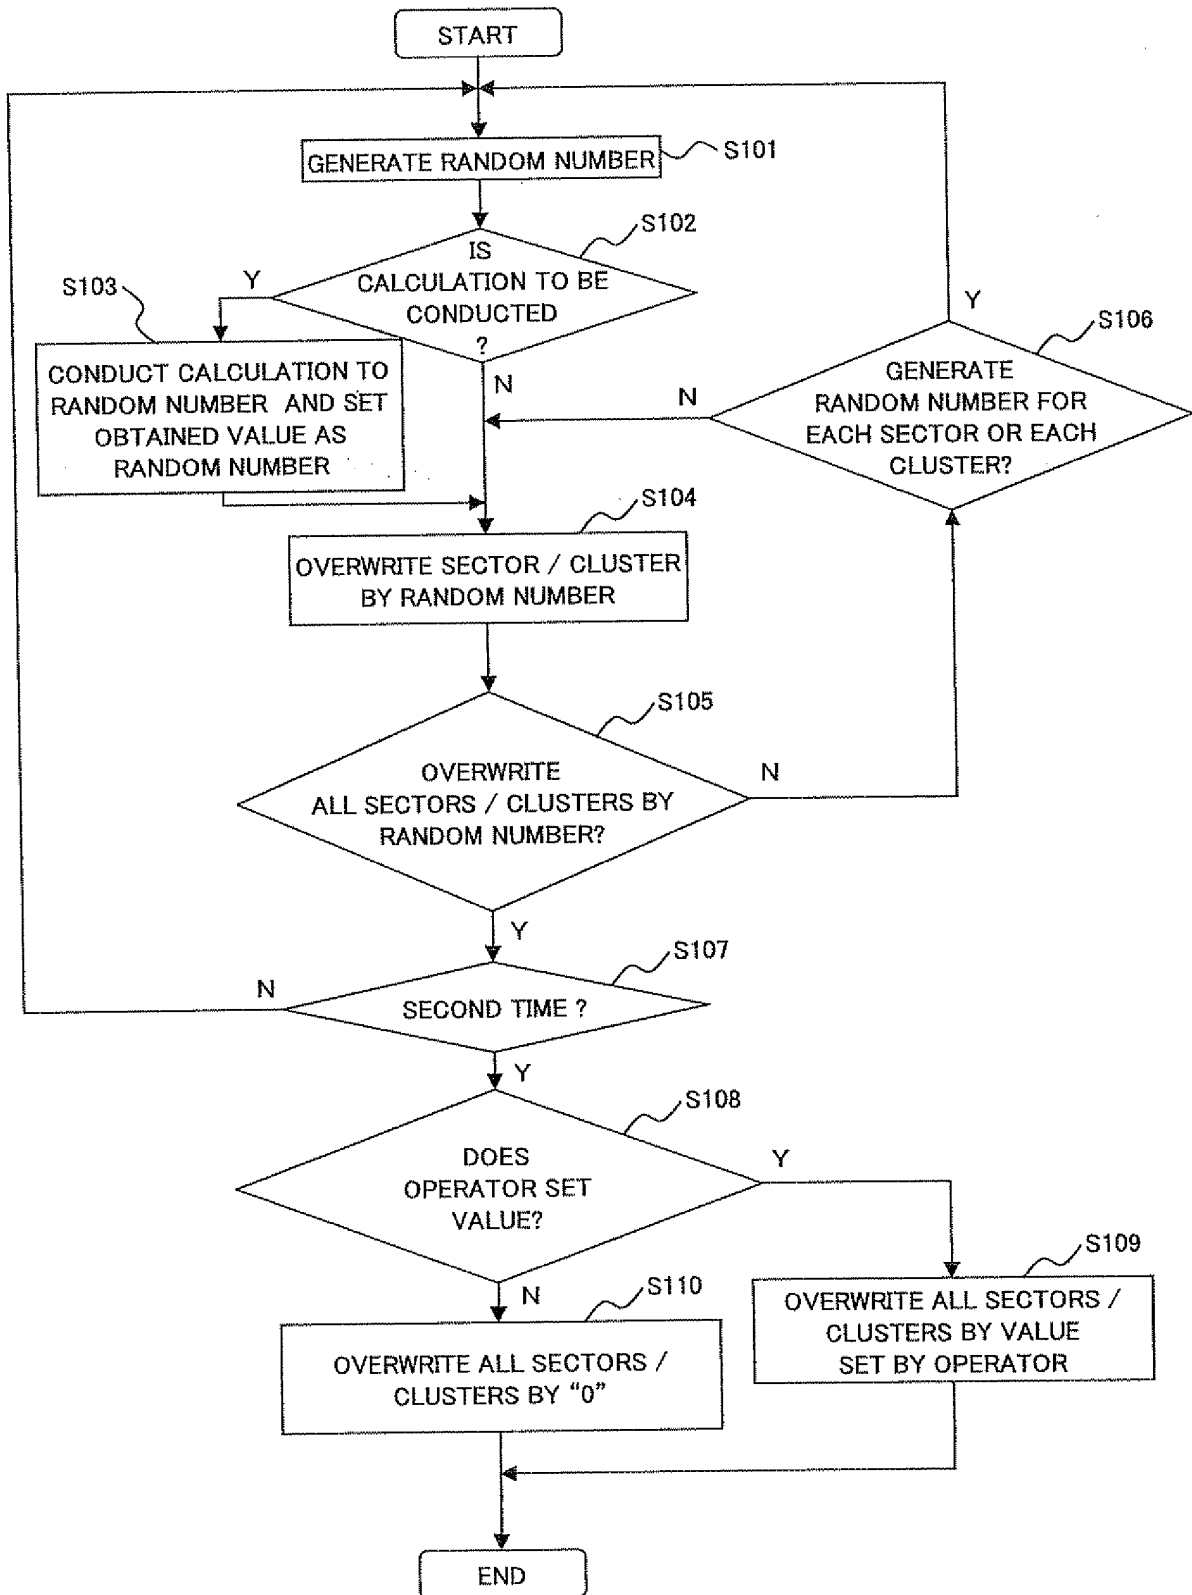 START
GENERATE RANDOM NUMBER
S101
S102
IS
CALCULATION TO BE
CONDUCTED
?
Y
N
S103
CONDUCT CALCULATION TO
RANDOM NUMBER AND SET
OBTAINED VALUE AS
RANDOM NUMBER
Y
S106
GENERATE
RANDOM NUMBER FOR
EACH SECTOR OR EACH
CLUSTER?
N
S104
OVERWRITE SECTOR / CLUSTER
BY RANDOM NUMBER
S105
OVERWRITE
ALL SECTORS / CLUSTERS BY
RANDOM NUMBER?
N
Y
S107
SECOND TIME ?
N
Y
S108
DOES
OPERATOR SET
VALUE?
Y
N
S109
OVERWRITE ALL SECTORS /
CLUSTERS BY VALUE
SET BY OPERATOR
S110
OVERWRITE ALL SECTORS /
CLUSTERS BY “0”
END